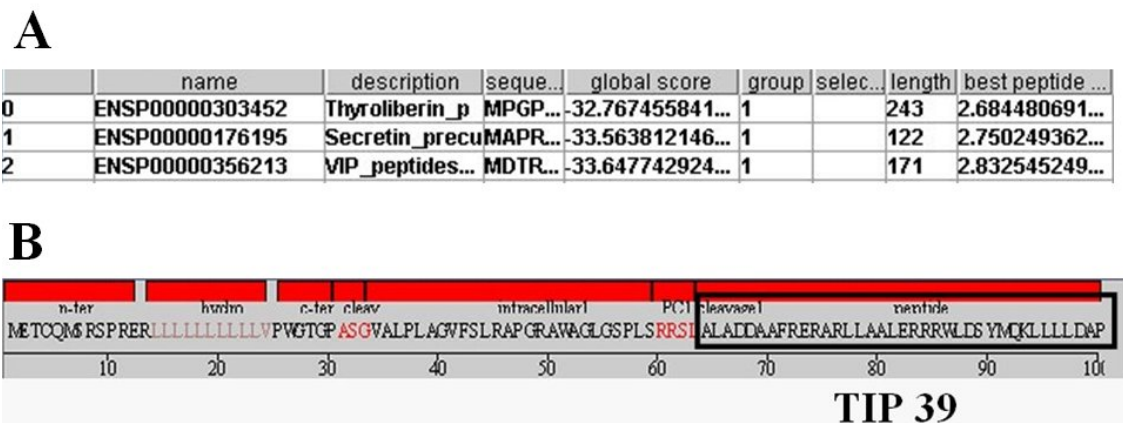 A
name description seque... global score group selec... length best peptide ...
0 ENSP00000303452 Thyroliberin_p MPGP... -32.767455841... 1 243 2.684480691...
1 ENSP00000176195 Secretin_precu MAPR... -33.563812146... 1 122 2.750249362...
2 ENSP00000356213 VIP_peptides... MDTR... -33.647742924... 1 171 2.832545249...
B
n-ter hydro c-ter cleav intracellular1 PC1 cleavage1 peptide
METCQMSRSPRERLLLLLLLLLLVPWGTGPASGVALPLAGVFSLRAPGRAWAGLGSPLSRRSLALADDAAFRERARLLAALERRRWLDSYMQKLLLLDAP
10 20 30 40 50 60 70 80 90 100
TIP 39